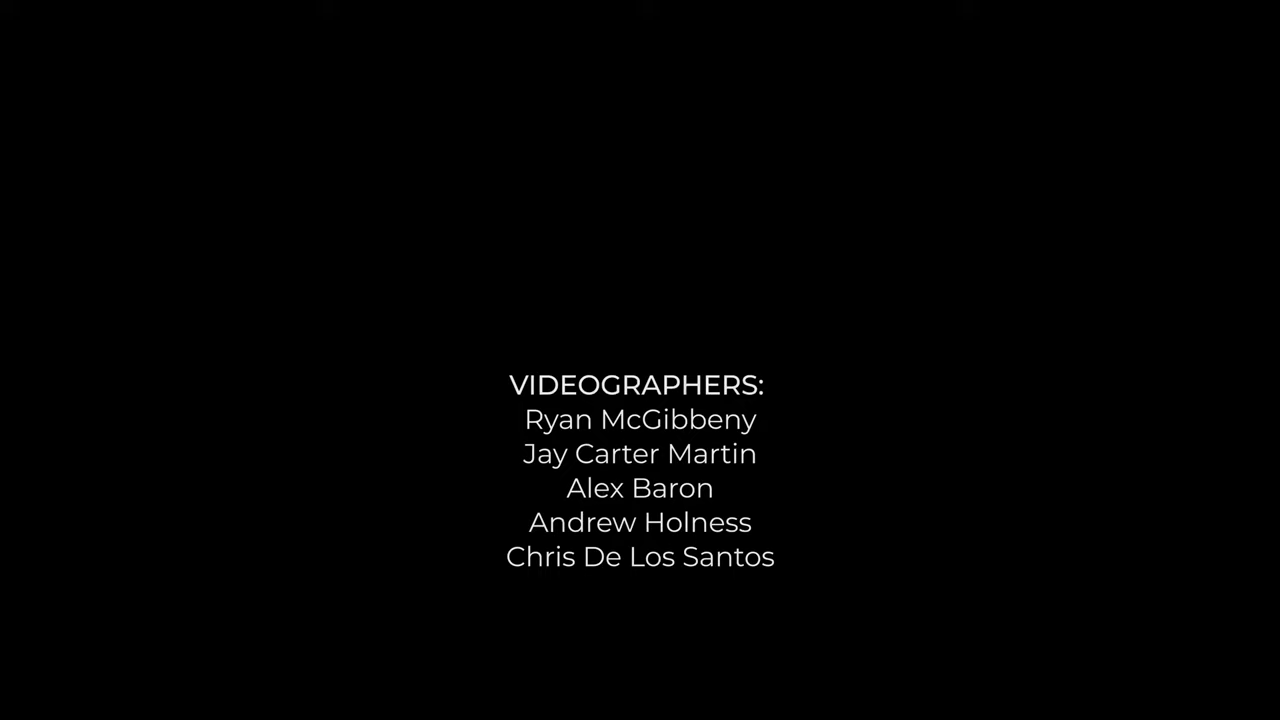 VIDEOGRAPHERS:
Ryan McGibbeny
Jay Carter Martin
Alex Baron
Andrew Holness
Chris De Los Santos